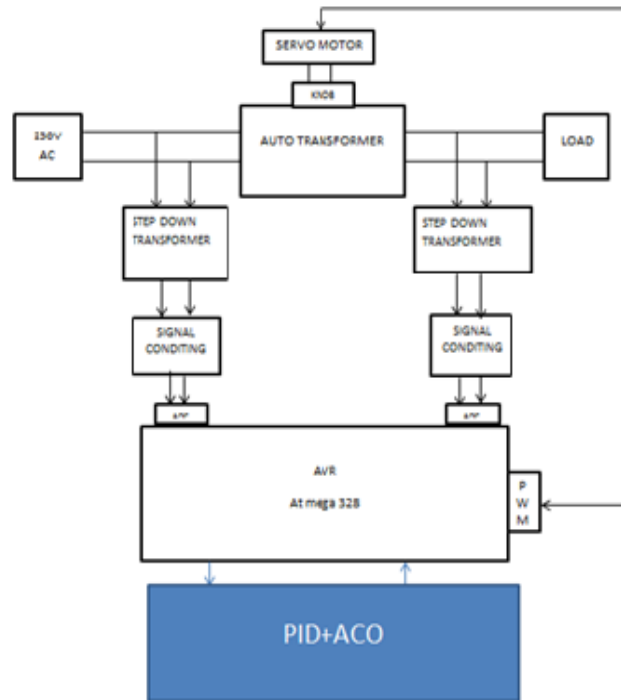 SERVO MOTOR
KNOB
AUTO TRANSFORMER
AC
LOAD
STEP DOWN
TRANSFORMER
STEP DOWN
TRANSFORMER
SIGNAL
CONDITING
SIGNAL
CONDITING
AVR
At mega 328
P
W
M
PID+ACO